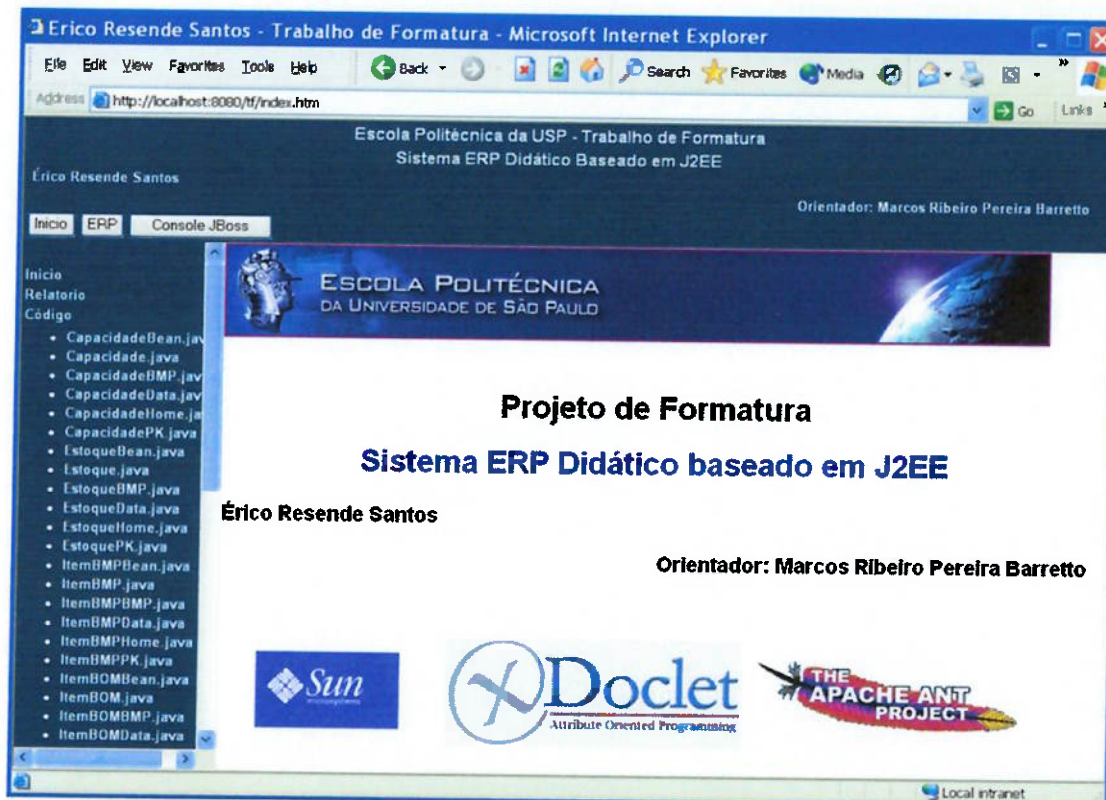 Erico Resende Santos - Trabalho de Formatura - Microsoft Internet Explorer
File Edit View Favorites Tools Help Back Search Favorites Media »
Address http://localhost:8080/tf/index.htm Go Links »
Escola Politécnica da USP - Trabalho de Formatura
Sistema ERP Didático Baseado em J2EE
Érico Resende Santos
Orientador: Marcos Ribeiro Pereira Barretto
Inicio ERP Console JBoss
Inicio
Relatorio
Código
• CapacidadeBean.jav
• Capacidade.java
• CapacidadeBMP.jav
• CapacidadeData.jav
• CapacidadeHome.ja
• CapacidadePK.java
• EstoqueBean.java
• Estoque.java
• EstoqueBMP.java
• EstoqueData.java
• EstoqueHome.java
• EstoquePK.java
• ItemBMPBean.java
• ItemBMP.java
• ItemBMPBMP.java
• ItemBMPData.java
• ItemBMPHome.java
• ItemBMPPK.java
• ItemBOMBean.java
• ItemBOM.java
• ItemBOMBMP.java
• ItemBOMData.java
ESCOLA POLITÉCNICA
DA UNIVERSIDADE DE SÃO PAULO
Projeto de Formatura
Sistema ERP Didático baseado em J2EE
Érico Resende Santos
Orientador: Marcos Ribeiro Pereira Barretto
Sun
microsystems
XDoclet
Attribute Oriented Programming
THE
APACHE ANT
PROJECT
Local intranet